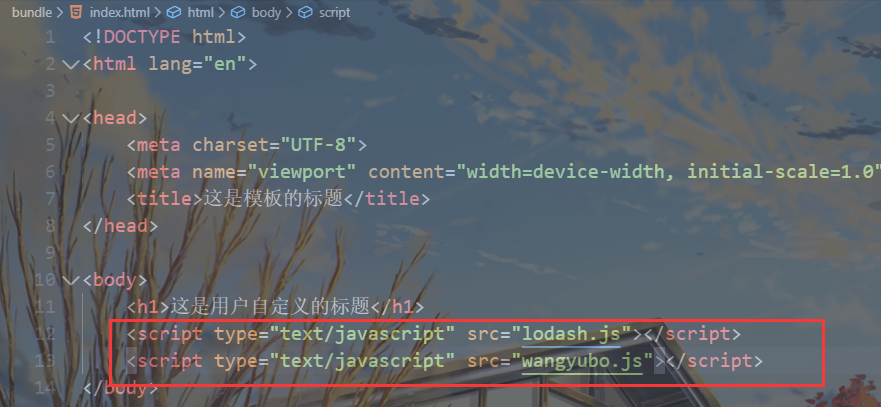 bundle > index.html > html > body > script
1 <!DOCTYPE html>
2 <html lang="en">
3
4 <head>
5 <meta charset="UTF-8">
6 <meta name="viewport" content="width=device-width, initial-scale=1.0"
7 <title>这是模板的标题</title>
8 </head>
9
10 <body>
11 <h1>这是用户自定义的标题</h1>
12 <script type="text/javascript" src="lodash.js"></script>
13 <script type="text/javascript" src="wangyubo.js"></script>
14 </body>